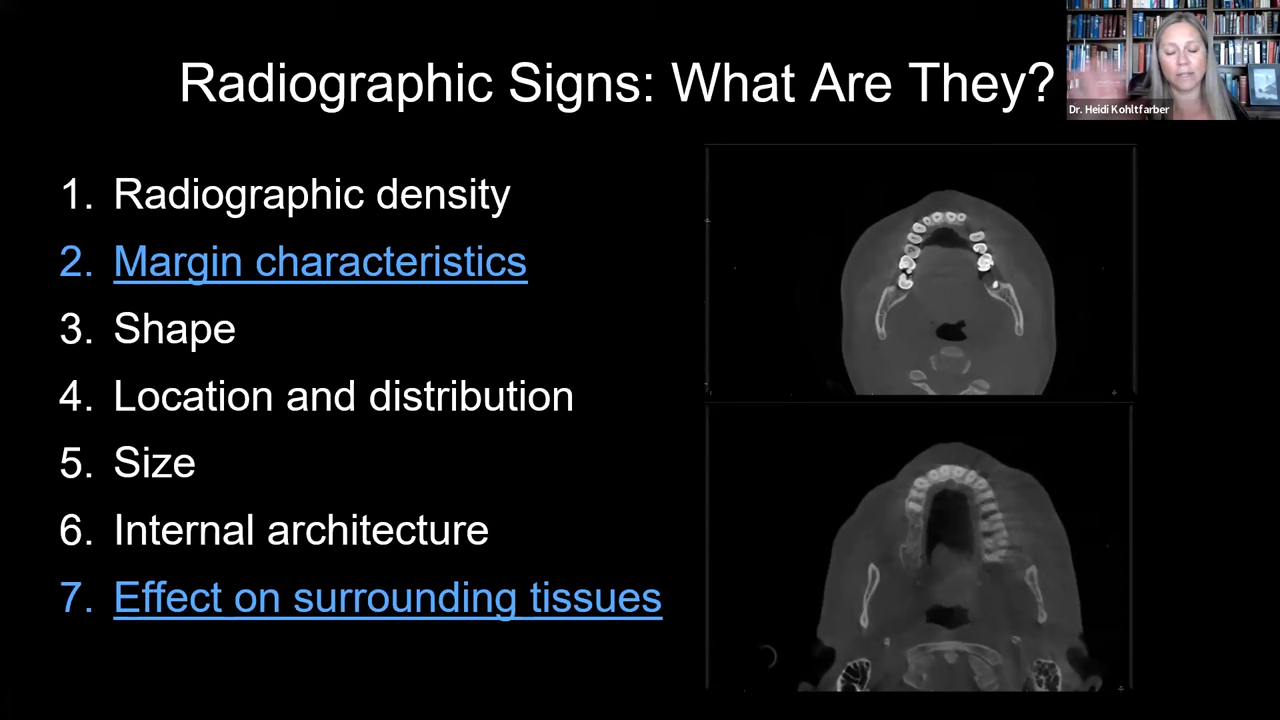 Radiographic Signs: What Are They?
Dr. Heidi Kohltfarber
1. Radiographic density
2. Margin characteristics
3. Shape
4. Location and distribution
5. Size
6. Internal architecture
7. Effect on surrounding tissues